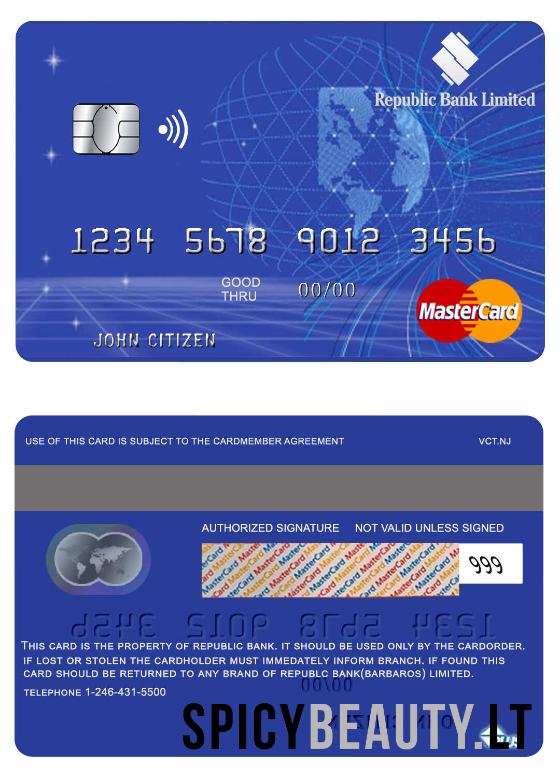 Republic Bank Limited
1234 5678 9012 3456
GOOD THRU 00/00
MasterCard
JOHN CITIZEN
USE OF THIS CARD IS SUBJECT TO THE CARDMEMBER AGREEMENT VCT.NJ
AUTHORIZED SIGNATURE NOT VALID UNLESS SIGNED
999
THIS CARD IS THE PROPERTY OF REPUBLIC BANK. IT SHOULD BE USED ONLY BY THE CARDORDER.
IF LOST OR STOLEN THE CARDHOLDER MUST IMMEDATELY INFORM BRANCH. IF FOUND THIS
CARD SHOULD BE RETURNED TO ANY BRAND OF REPUBLC BANK(BARBAROS) LIMITED.
TELEPHONE 1-246-431-5500
SPICYBEAUTY.LT